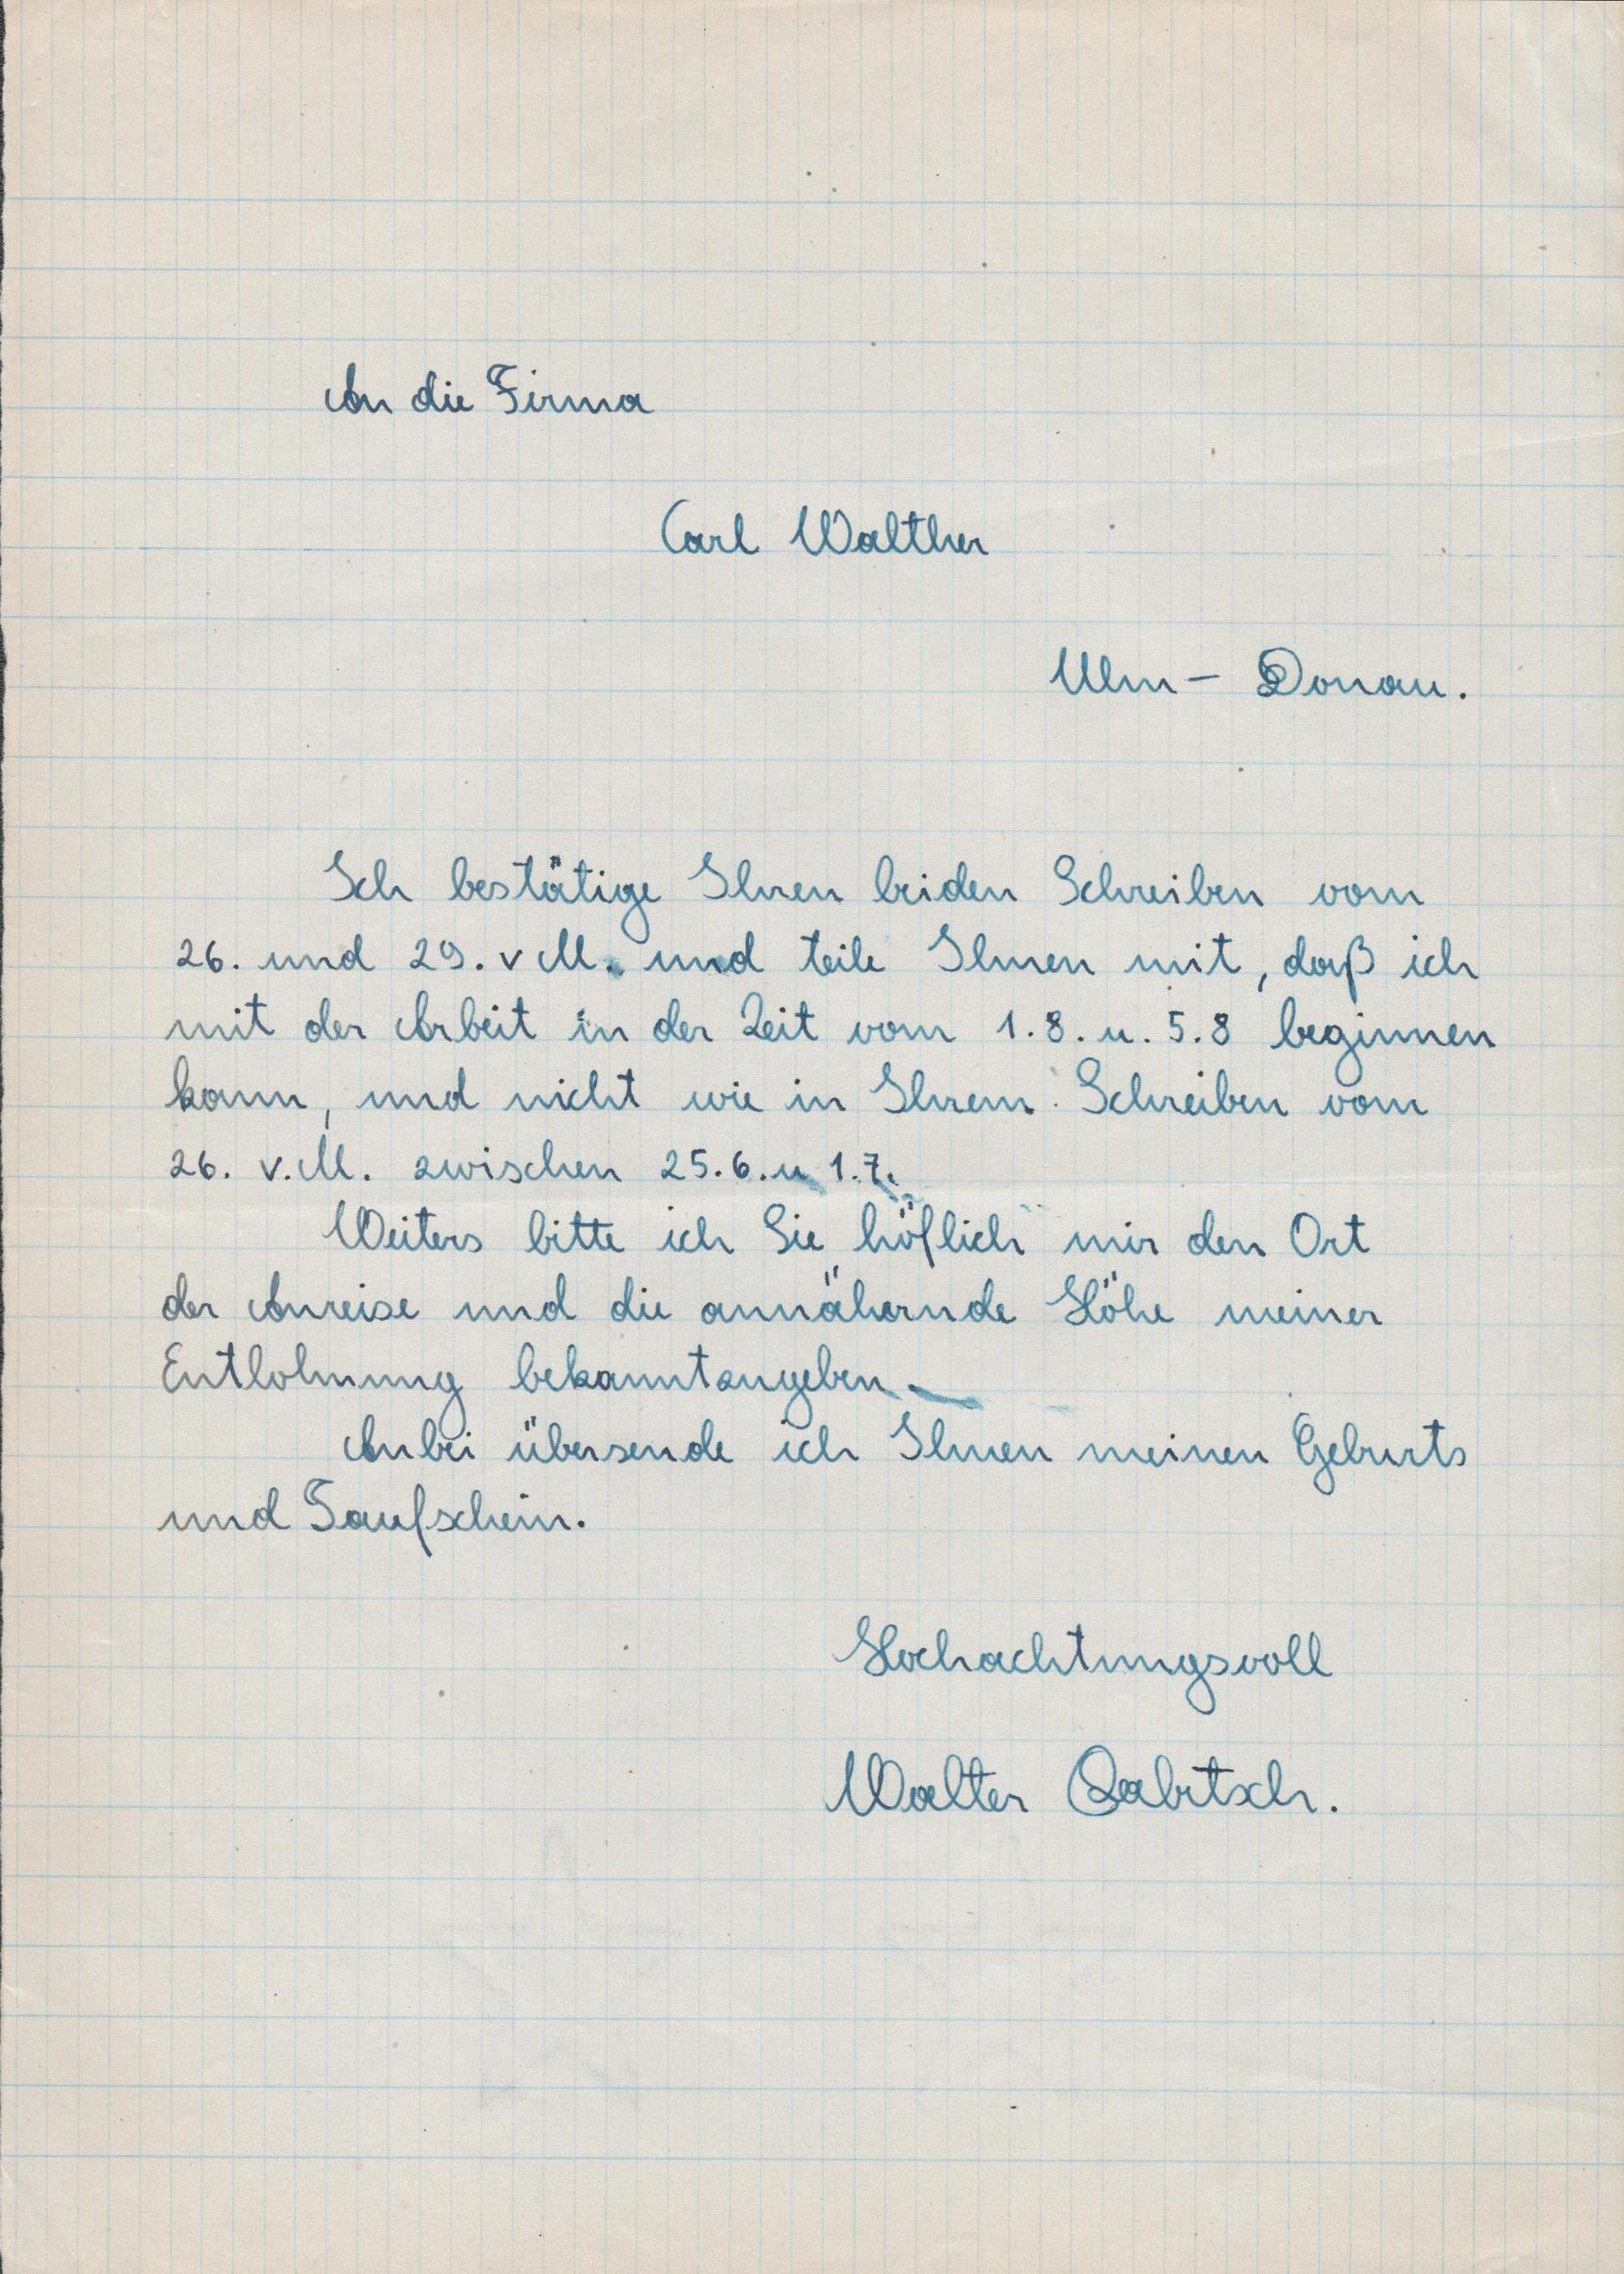 An die Firma
Carl Walther
Ulm - Donau.
Ich bestätige Ihren beiden Schreiben vom
26. und 29. v M. und teile Ihnen mit, daß ich
mit der Arbeit in der Zeit vom 1.8. u. 5.8 beginnen
kann, und nicht wie in Ihrem Schreiben vom
26. v.M. zwischen 25.6. u 1.7.
Weiters bitte ich Sie höflich mir den Ort
der Anreise und die annähernde Höhe meiner
Entlohnung bekanntzugeben.
Anbei übersende ich Ihnen meinen Geburts
und Taufschein.
Hochachtungsvoll
Walter